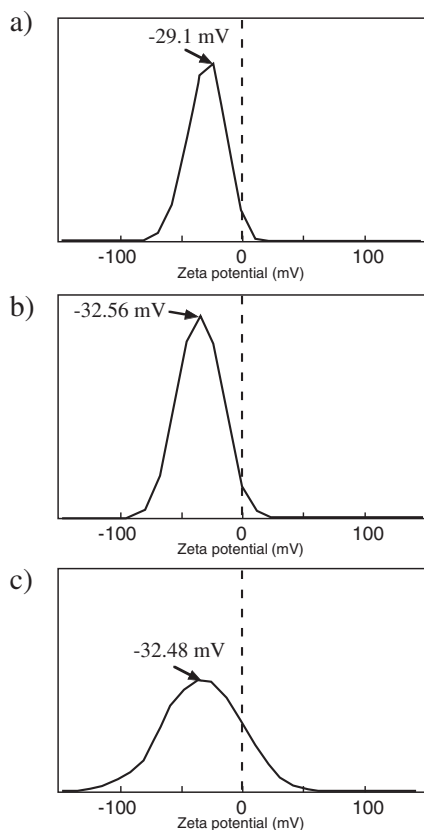 a)
-29.1 mV
-100 0 100
Zeta potential (mV)
b)
-32.56 mV
-100 0 100
Zeta potential (mV)
c)
-32.48 mV
-100 0 100
Zeta potential (mV)